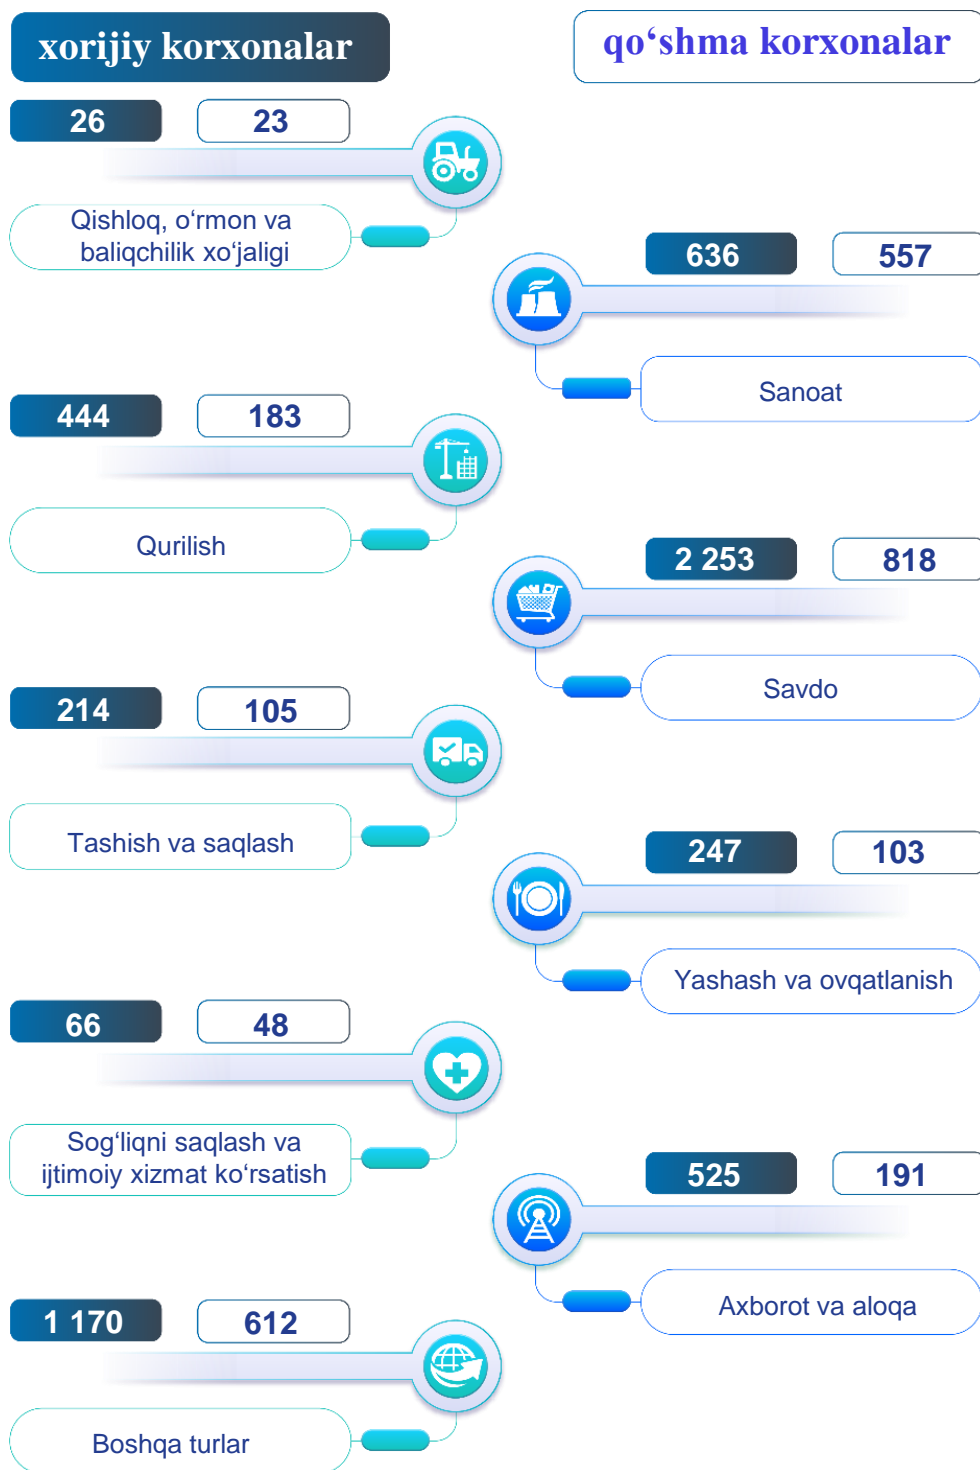 xorijiy korxonalar
qo‘shma korxonalar
26 23
Qishloq, o‘rmon va
baliqchilik xo‘jaligi
636 557
Sanoat
444 183
Qurilish
2 253 818
Savdo
214 105
Tashish va saqlash
247 103
Yashash va ovqatlanish
66 48
Sog‘liqni saqlash va
ijtimoiy xizmat ko‘rsatish
525 191
Axborot va aloqa
1 170 612
Boshqa turlar